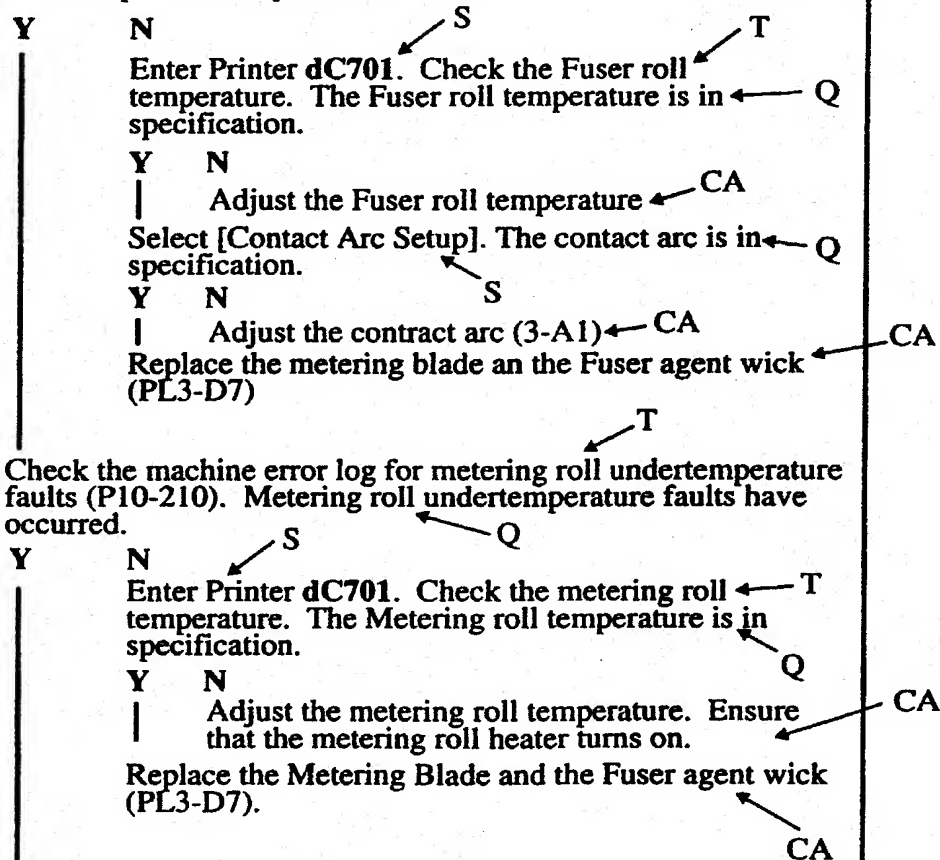 S
Y N T
Enter Printer dC701. Check the Fuser roll
temperature. The Fuser roll temperature is in Q
specification.
Y N
Adjust the Fuser roll temperature CA
Select [Contact Arc Setup]. The contact arc is in Q
specification.
Y N S
Adjust the contract arc (3-A1) CA
Replace the metering blade an the Fuser agent wick CA
(PL3-D7)
T
Check the machine error log for metering roll undertemperature
faults (P10-210). Metering roll undertemperature faults have
occurred. Q
Y N S
Enter Printer dC701. Check the metering roll T
temperature. The Metering roll temperature is in
specification.
Q
Y N
Adjust the metering roll temperature. Ensure CA
that the metering roll heater turns on.
Replace the Metering Blade and the Fuser agent wick
(PL3-D7).
CA